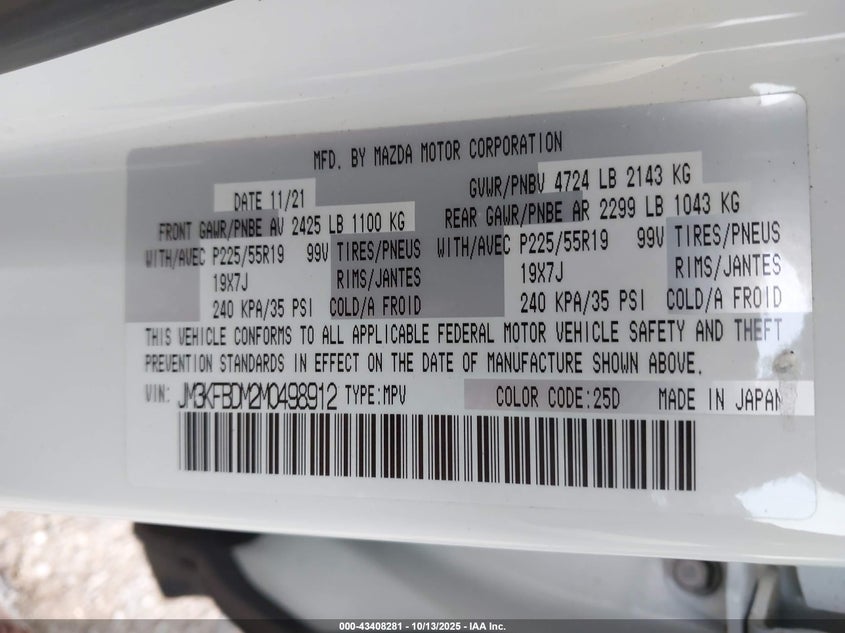 MFD. BY MAZDA MOTOR CORPORATION
DATE 11/21 GVWR/PNBV 4724 LB 2143 KG
FRONT GAWR/PNBE AV 2425 LB 1100 KG REAR GAWR/PNBE AR 2299 LB 1043 KG
WITH/AVEC P225/55R19 99V TIRES/PNEUS WITH/AVEC P225/55R19 99V TIRES/PNEUS
19X7J RIMS/JANTES 19X7J RIMS/JANTES
240 KPA/35 PSI COLD/A FROID 240 KPA/35 PSI COLD/A FROID
THIS VEHICLE CONFORMS TO ALL APPLICABLE FEDERAL MOTOR VEHICLE SAFETY AND THEFT
PREVENTION STANDARDS IN EFFECT ON THE DATE OF MANUFACTURE SHOWN ABOVE.
VIN: JM3KFBDM2M0498912 TYPE:MPV COLOR CODE:25D MADE IN JAPAN
000-43408281 - 10/13/2025 - IAA Inc.